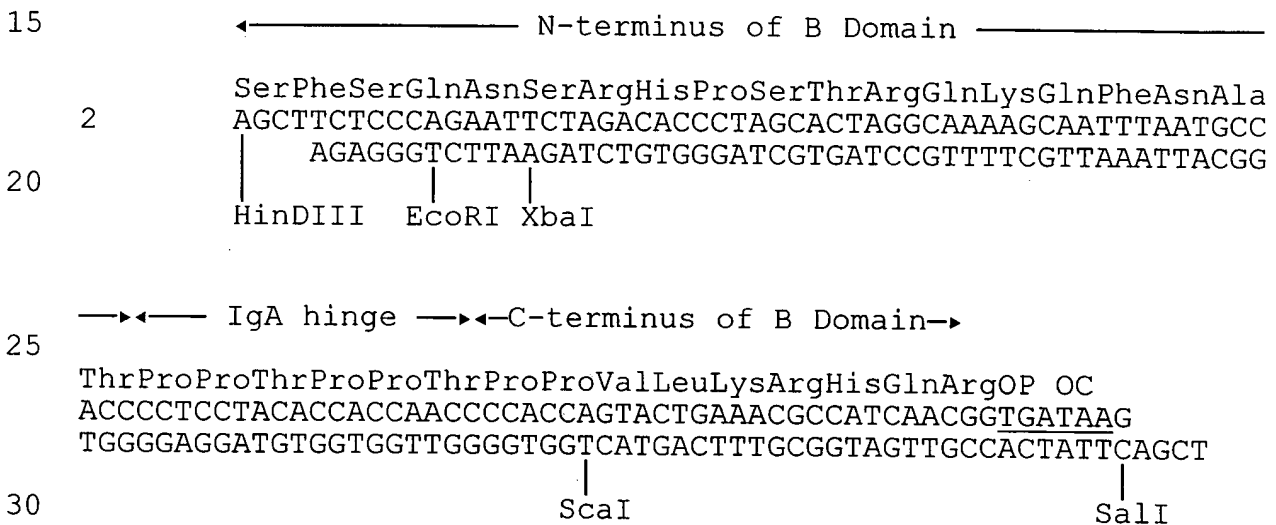 15
N-terminus of B Domain
SerPheSerGlnAsnSerArgHisProSerThrArgGlnLysGlnPheAsnAla
2 AGCTTCTCCCAGAATTCTAGACACCCTAGCACTAGGCAAAAGCAATTTAATGCC
AGAGGGTCTTAAGATCTGTGGGATCGTGATCCGTTTTCGTTAAATTACGG
20
HinDIII EcoRI XbaI
IgA hinge C-terminus of B Domain
25
ThrProProThrProProThrProProValLeuLysArgHisGlnArgOP OC
ACCCCTCCTACACCACCAACCCCACCAGTACTGAAACGCCATCAACGGTGATAAG
TGGGGAGGATGTGGTGGTTGGGGTGGTCATGACTTTGCGGTAGTTGCCACTATTCAGCT
30 ScaI SalI